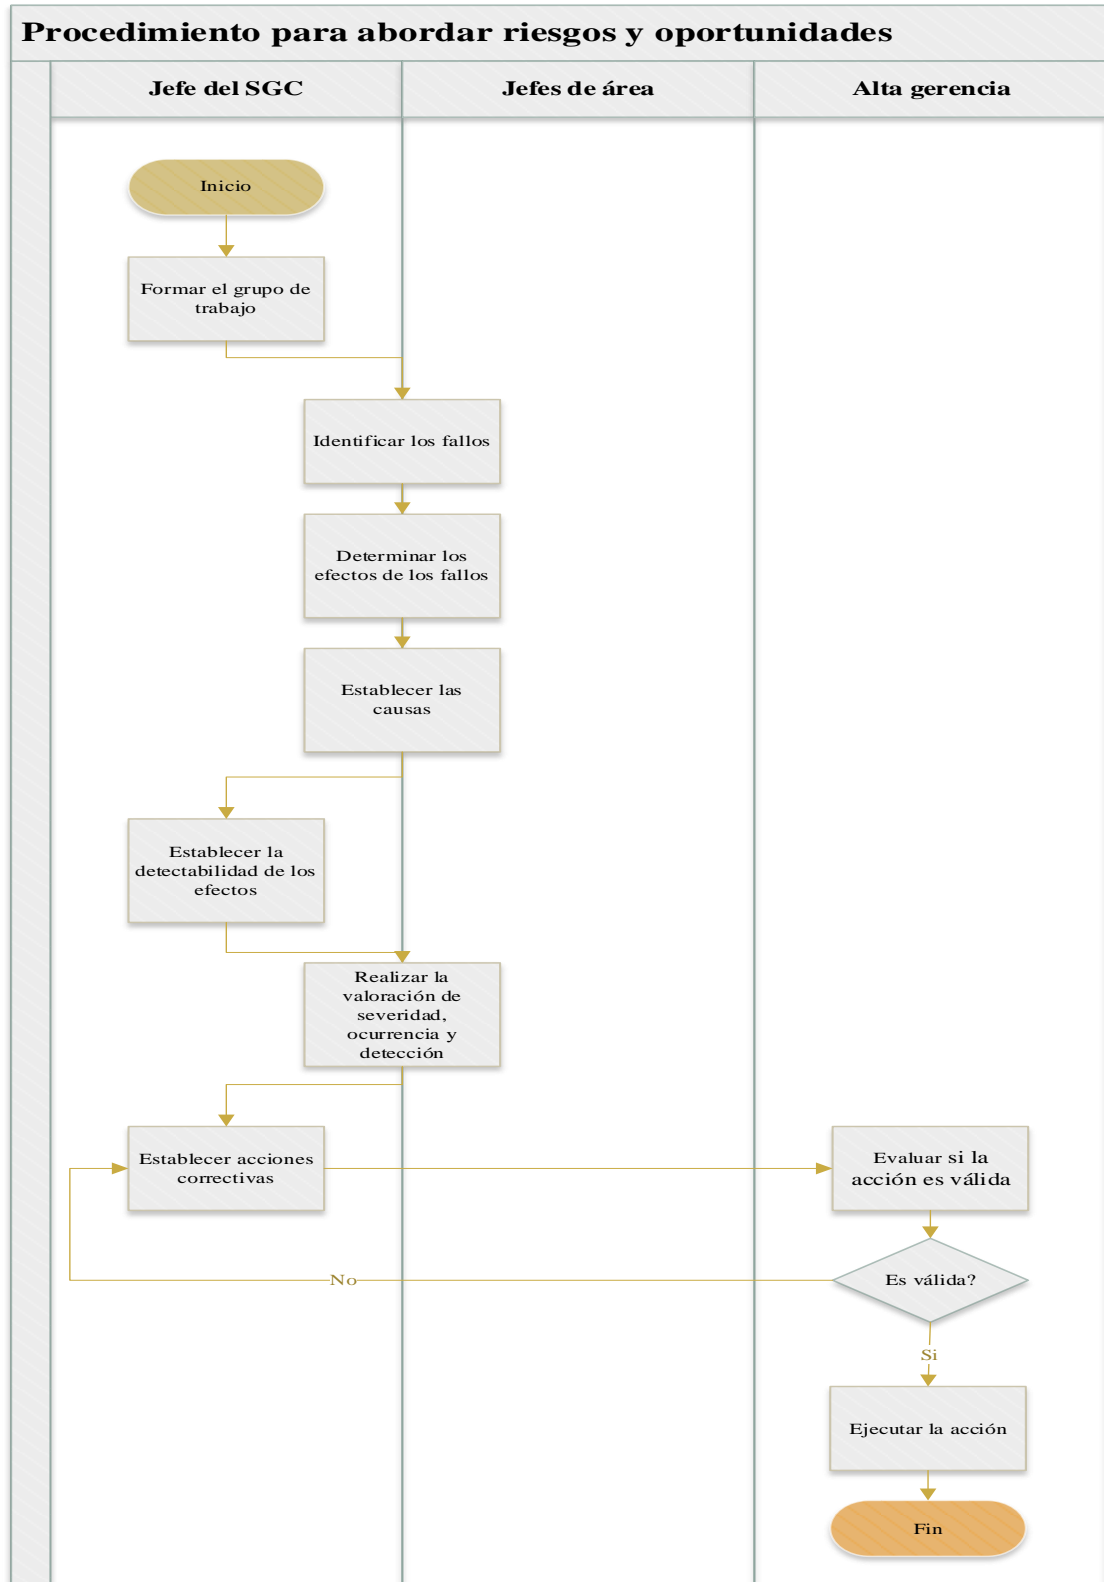 Procedimiento para abordar riesgos y oportunidades
Jefe del SGC
Jefes de área
Alta gerencia
Inicio
Formar el grupo de
trabajo
Identificar los fallos
Determinar los
efectos de los fallos
Establecer las
causas
Establecer la
detectabilidad de los
efectos
Realizar la
valoración de
severidad,
ocurrencia y
detección
Establecer acciones
correctivas
Evaluar si la
acción es válida
Es válida?
No
Si
Ejecutar la acción
Fin